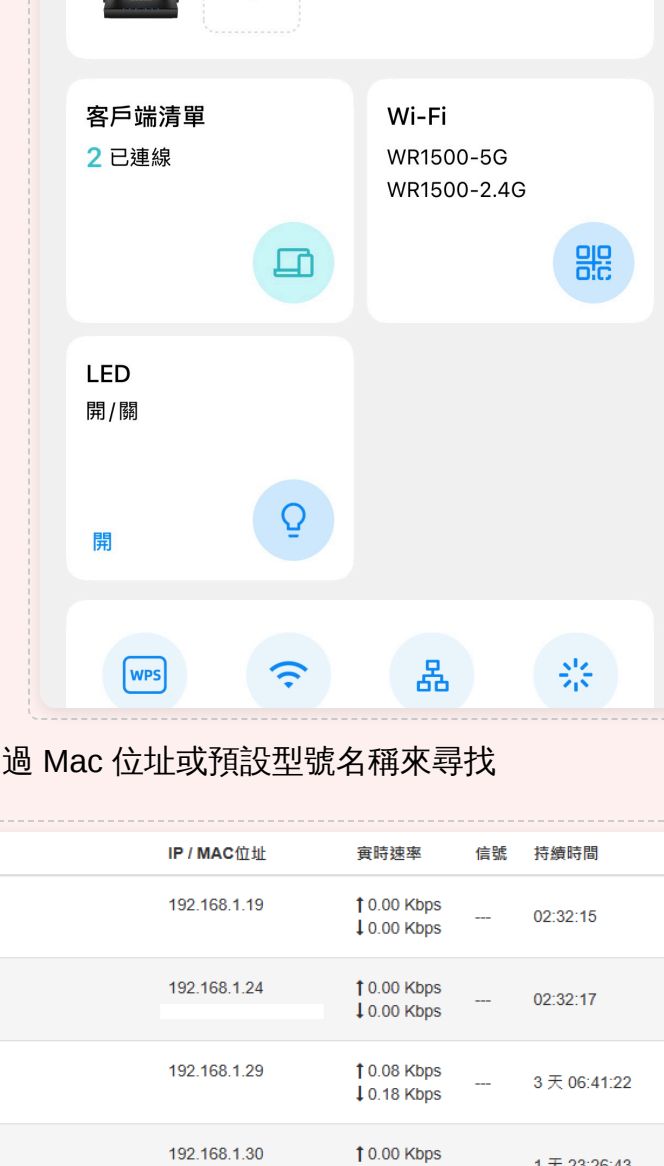 客戶端清單
2 已連線
Wi-Fi
WR1500-5G
WR1500-2.4G
LED
開/關
開
WPS
過 Mac 位址或預設型號名稱來尋找
IP / MAC位址 實時速率 信號 持續時間
192.168.1.19 ⭡0.00 Kbps ⭣0.00 Kbps --- 02:32:15
192.168.1.24 ⭡0.00 Kbps ⭣0.00 Kbps --- 02:32:17
192.168.1.29 ⭡0.08 Kbps ⭣0.18 Kbps --- 3 天 06:41:22
192.168.1.30 ⭡0.00 Kbps 1 天 23:26:43